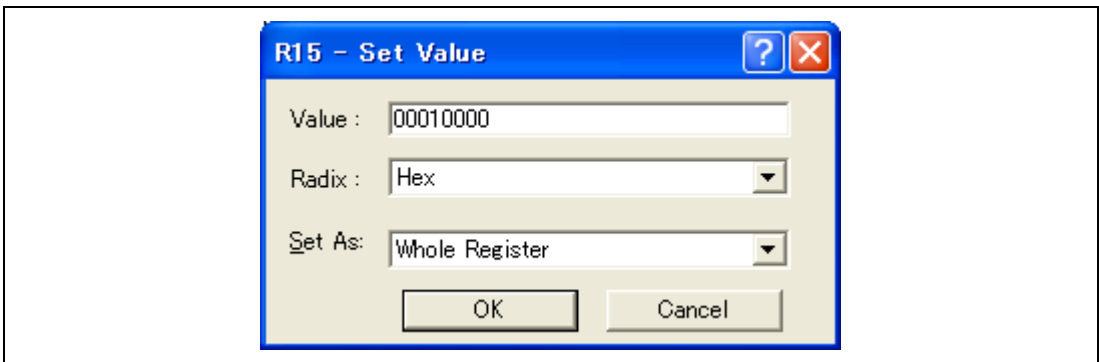 R15 - Set Value
Value : 00010000
Radix : Hex
Set As: Whole Register
OK Cancel